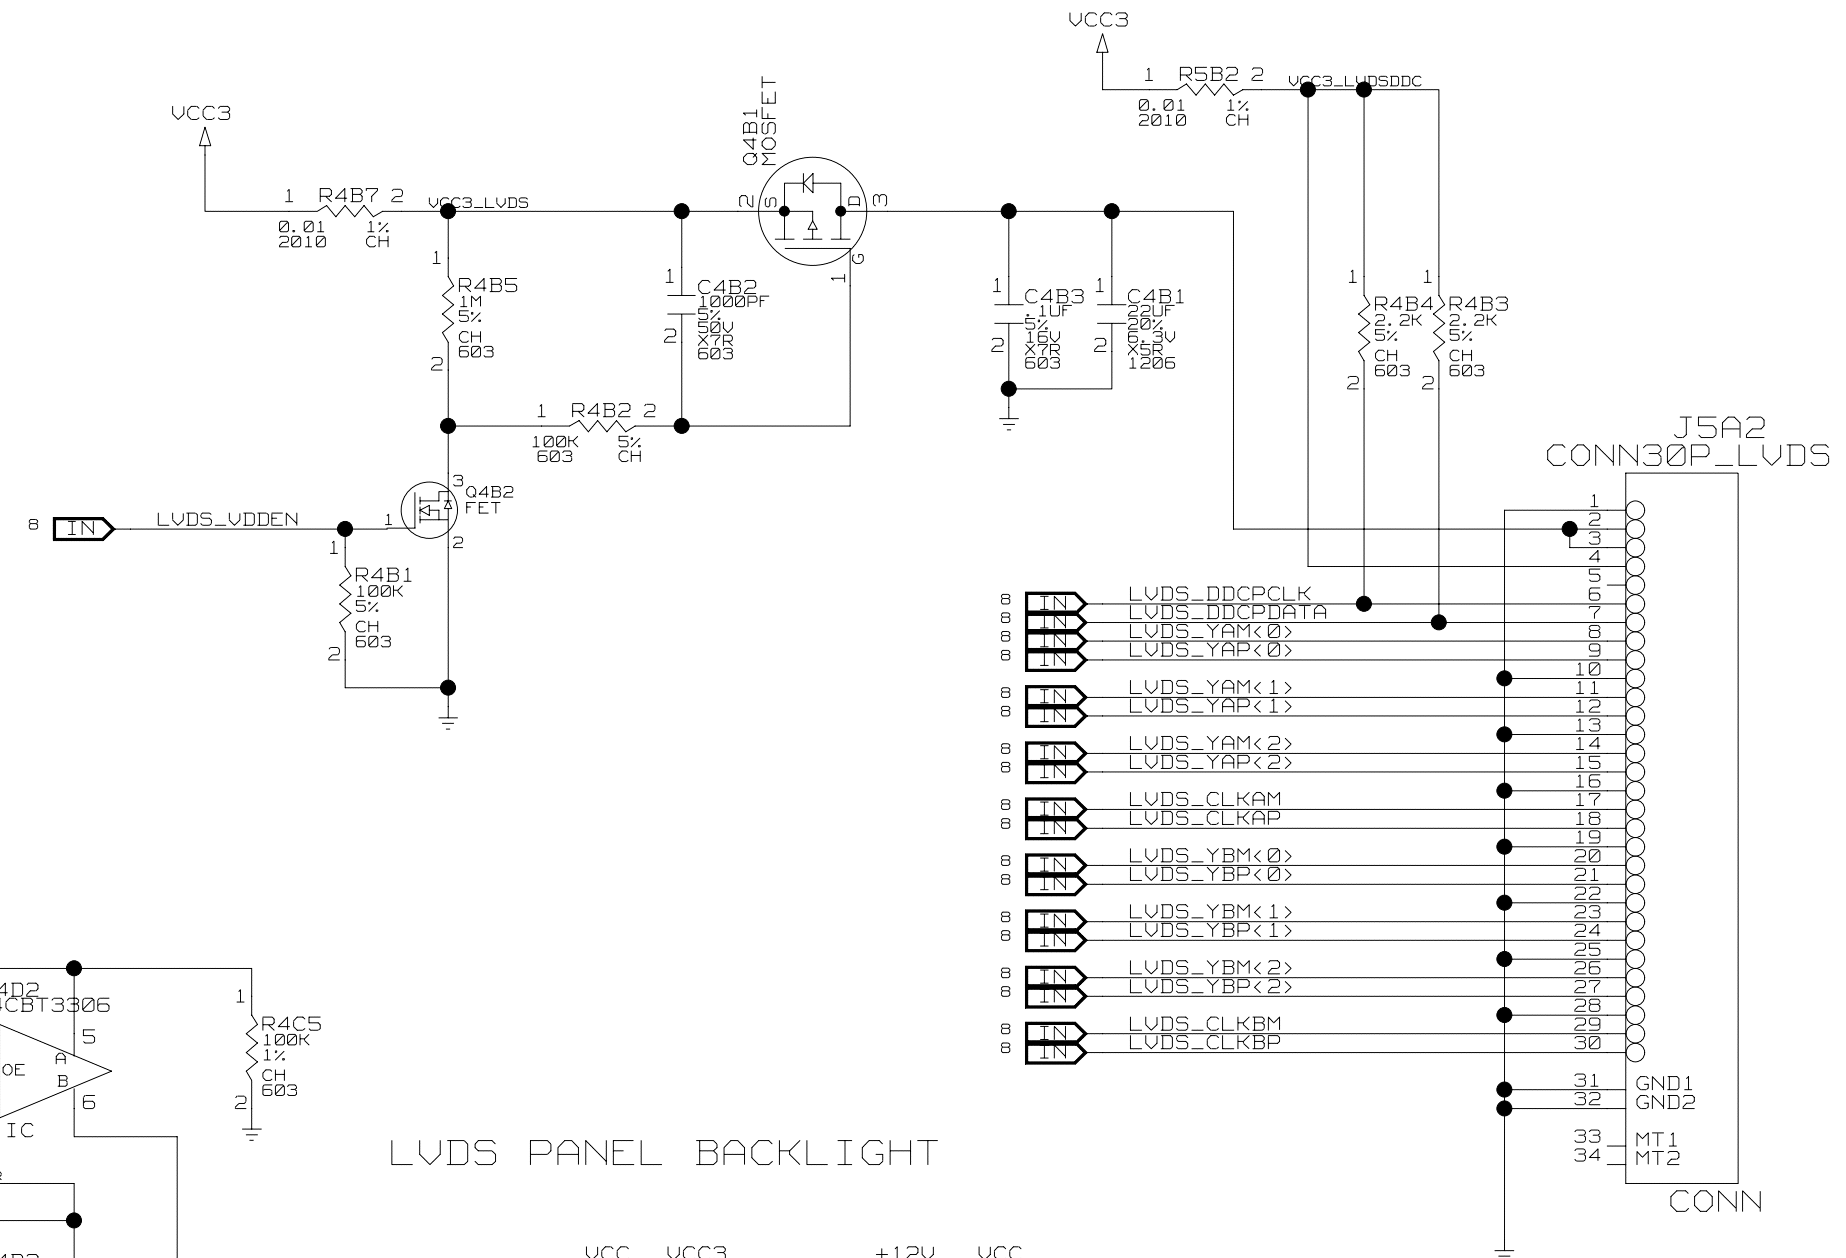 VCC3
1 R5B2 2 VCC3_LVDSDDC
0.01 1%
2010 CH
VCC3
Q4B1
MOSFET
1 R4B7 2 VCC3_LVDS
0.01 1%
2010 CH
2 S D 3
G
1
1
R4B5
1M
5%
CH
603
2
1
C4B2
1000PF
5%
50V
X7R
603
2
1
C4B3
.1UF
5%
16V
X7R
603
2
1
C4B1
22UF
20%
6.3V
X5R
1206
2
1
R4B4
2.2K
5%
CH
603
2
1
R4B3
2.2K
5%
CH
603
2
1 R4B2 2
100K 5%
603 CH
3
Q4B2
FET
1
2
8 IN LVDS_VDDEN
1
R4B1
100K
5%
CH
603
2
J5A2
CONN30P_LVDS
1
2
3
4
5
8 IN LVDS_DDCPCLK 6
8 IN LVDS_DDCPDATA 7
8 IN LVDS_YAM<0> 8
8 IN LVDS_YAP<0> 9
10
8 IN LVDS_YAM<1> 11
8 IN LVDS_YAP<1> 12
13
8 IN LVDS_YAM<2> 14
8 IN LVDS_YAP<2> 15
16
8 IN LVDS_CLKAM 17
8 IN LVDS_CLKAP 18
19
8 IN LVDS_YBM<0> 20
8 IN LVDS_YBP<0> 21
22
8 IN LVDS_YBM<1> 23
8 IN LVDS_YBP<1> 24
25
8 IN LVDS_YBM<2> 26
8 IN LVDS_YBP<2> 27
28
8 IN LVDS_CLKBM 29
8 IN LVDS_CLKBP 30
31 GND1
32 GND2
33 MT1
34 MT2
CONN
4D2
CBT3306
5
A
OE
B
6
IC
1
R4C5
100K
1%
CH
603
2
LVDS PANEL BACKLIGHT
VCC VCC3 +12V VCC